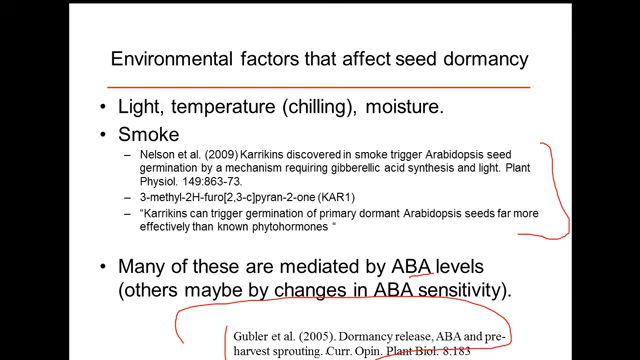 Environmental factors that affect seed dormancy
• Light, temperature (chilling), moisture.
• Smoke
– Nelson et al. (2009) Karrikins discovered in smoke trigger Arabidopsis seed
germination by a mechanism requiring gibberellic acid synthesis and light. Plant
Physiol. 149:863-73.
– 3-methyl-2H-furo[2,3-c]pyran-2-one (KAR1)
– “Karrikins can trigger germination of primary dormant Arabidopsis seeds far more
effectively than known phytohormones “
• Many of these are mediated by ABA levels
(others maybe by changes in ABA sensitivity).
Gubler et al. (2005). Dormancy release, ABA and pre-
harvest sprouting. Curr. Opin. Plant Biol. 8:183